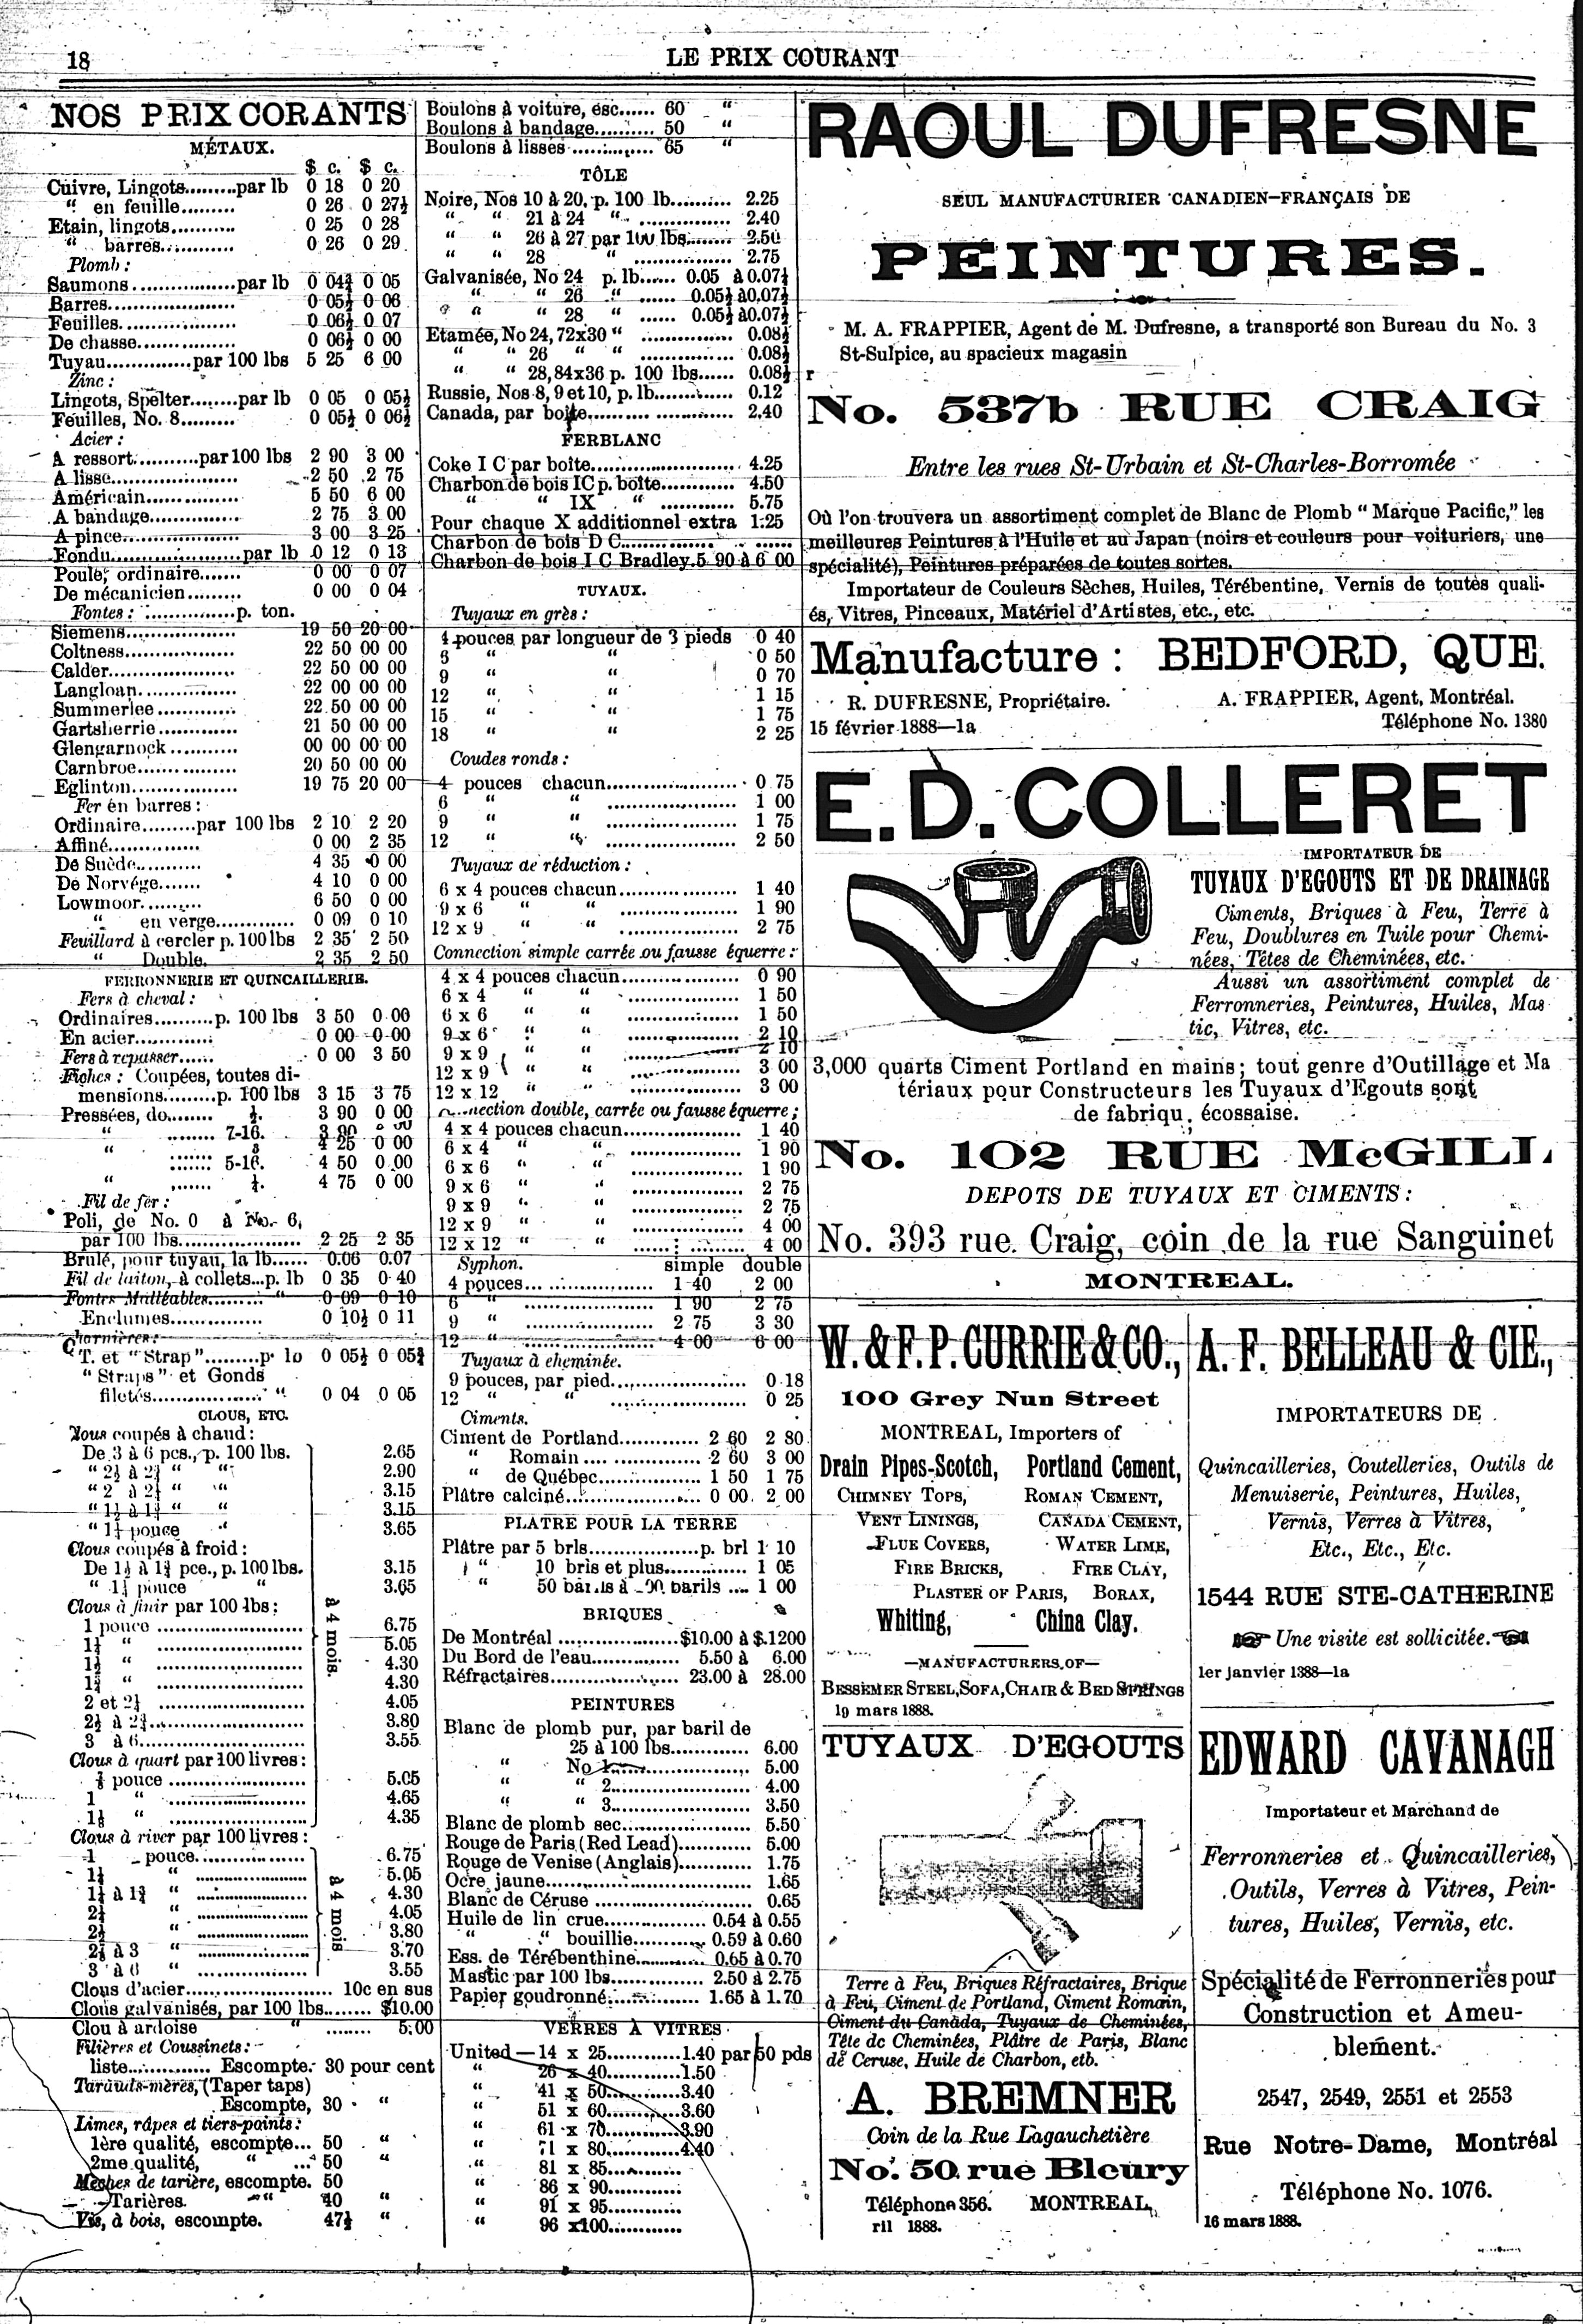 18
LE PRIX COURANT
NOS PRIX CORANTS
MÉTAUX.
$ c. $ c.
Cuivre, Lingots.........par lb 0 18 0 20
“ en feuille......... 0 26 0 27½
Etain, lingots........... 0 25 0 28
“ barres............ 0 26 0 29
Plomb :
Saumons.................par lb 0 04¾ 0 05
Barres..................... 0 05½ 0 06
Feuilles................... 0 06½ 0 07
De chasse................ 0 06½ 0 00
Tuyau..............par 100 lbs 5 25 6 00
Zinc :
Lingots, Spelter........par lb 0 05 0 05½
Feuilles, No. 8......... 0 05½ 0 06½
Acier :
A ressort...........par 100 lbs 2 90 3 00
A lisse..................... 2 50 2 75
Américain............... 5 50 6 00
A bandage............... 2 75 3 00
A pince................... 3 00 3 25
Fondu.....................par lb 0 12 0 13
Poule, ordinaire....... 0 00 0 07
De mécanicien......... 0 00 0 04
Fontes : ..............p. ton.
Siemens.................. 19 50 20 00
Coltness.................. 22 50 00 00
Calder..................... 22 50 00 00
Langloan................ 22 00 00 00
Summerlee............. 22 50 00 00
Gartsherrie............. 21 50 00 00
Glengarnock........... 00 00 00 00
Carnbroe................. 20 50 00 00
Eglinton.................. 19 75 20 00
Fer en barres :
Ordinaire.........par 100 lbs 2 10 2 20
Affiné............... 0 00 2 35
De Suède........... 4 35 0 00
De Norvège....... 4 10 0 00
Lowmoor.......... 6 50 0 00
“ en verge............. 0 09 0 10
Feuillard à cercler p. 100 lbs 2 35 2 50
“ Double. 2 35 2 50
FERRONNERIE ET QUINCAILLERIE.
Fers à cheval :
Ordinaires..........p. 100 lbs 3 50 0 00
En acier............. 0 00 0 00
Fers à repasser...... 0 00 3 50
Fiches : Coupées, toutes di-
mensions.........p. 100 lbs 3 15 3 75
Pressées, do........ ½. 3 90 0 00
“ ........ 7-16. 3 90 0 00
“ ....... ⅜ 4 25 0 00
....... 5-16. 4 50 0 00
“ ....... ¼. 4 75 0 00
Fil de fer :
Poli, de No. 0 à No. 6,
par 100 lbs..................... 2 25 2 35
Brulé, pour tuyau, la lb...... 0.06 0.07
Fil de laiton, à collets...p. lb 0 35 0 40
Fontes Malléables......... “ 0 09 0 10
Enclumes............... 0 10½ 0 11
Charnières :
T. et “Strap”.........p. lb 0 05½ 0 05¾
“Straps” et Gonds
filetés.................... “ 0 04 0 05
CLOUS, ETC.
Clous coupés à chaud :
De 3 à 6 pcs., p. 100 lbs. 2.65
“ 2½ à 2¾ “ “ 2.90
“ 2 à 2¼ “ “ 3.15
“ 1½ à 1¾ “ “ 3.15
“ 1¼ pouce “ 3.65
Clous coupés à froid :
De 1½ à 1¾ pce., p. 100 lbs. 3.15
“ 1¼ pouce “ 3.65
Clous à finir par 100 lbs :
1 pouce ............................ 6.75
1¼ “ ............................ 5.05
1½ “ ............................ 4.30
1¾ “ ............................ 4.30
2 et 2¼ ............................ 4.05
2½ à 2¾............................ 3.80
3 à 6............................ 3.55
à 4 mois.
Clous à quart par 100 livres :
⅞ pouce .......................... 5.05
1 “ .......................... 4.65
1⅛ “ .......................... 4.35
Clous à river par 100 livres :
1 pouce..................... 6.75
1¼ “ ..................... 5.05
1½ à 1¾ “ ..................... 4.30
2¼ “ ..................... 4.05
2½ “ ..................... 3.80
2¾ à 3 “ ..................... 3.70
3 à 6 “ ..................... 3.55
à 4 mois
Clous d'acier............................ 10c en sus
Clous galvanisés, par 100 lbs........ $10.00
Clou à ardoise “ ........ 5.00
Filières et Coussinets :
liste.............. Escompte. 30 pour cent
Tarauds-mères, (Taper taps)
Escompte, 30 “
Limes, râpes et tiers-points :
1ère qualité, escompte... 50 “
2me qualité, “ ... 50 “
Mèches de tarière, escompte. 50
Tarières. “ 40 “
Vis, à bois, escompte. 47½ “
Boulons à voiture, esc...... 60 “
Boulons à bandage.......... 50 “
Boulons à lisses .............. 65 “
TÔLE
Noire, Nos 10 à 20, p. 100 lb........... 2.25
“ “ 21 à 24 “ ................ 2.40
“ “ 26 à 27 par 100 lbs........ 2.50
“ “ 28 “ ................ 2.75
Galvanisée, No 24 p. lb...... 0.05 à 0.07½
“ “ 26 “ ...... 0.05½ à 0.07½
“ “ 28 “ ...... 0.05½ à 0.07½
Etamée, No 24, 72x30 “ ............... 0.08½
“ “ 26 “ “ ............... 0.08½
“ “ 28, 84x36 p. 100 lbs...... 0.08½
Russie, Nos 8, 9 et 10, p. lb............. 0.12
Canada, par boîte........... ............. 2.40
FERBLANC
Coke I C par boîte........................ 4.25
Charbon de bois IC p. boîte............ 4.50
“ “ IX “ ............ 5.75
Pour chaque X additionnel extra 1.25
Charbon de bois D C..................... ......
Charbon de bois I C Bradley. 5 90 à 6 00
TUYAUX.
Tuyaux en grès :
4 pouces par longueur de 3 pieds 0 40
“ “ 0 50
9 “ “ 0 70
12 “ “ 1 15
15 “ “ 1 75
18 “ “ 2 25
Coudes ronds :
4 pouces chacun..................... 0 75
6 “ “ ..................... 1 00
9 “ “ ..................... 1 75
12 “ “ ..................... 2 50
Tuyaux de réduction :
6 x 4 pouces chacun.................. 1 40
9 x 6 “ “ .................. 1 90
12 x 9 “ “ .................. 2 75
Connection simple carrée ou fausse équerre :
4 x 4 pouces chacun.................. 0 90
6 x 4 “ “ .................. 1 50
6 x 6 “ “ .................. 1 50
9 x 6 “ “ .................. 2 10
9 x 9 “ “ .................. 2 10
12 x 9 “ “ .................. 3 00
12 x 12 “ “ .................. 3 00
Connection double, carrée ou fausse équerre ;
4 x 4 pouces chacun.................. 1 40
6 x 4 “ “ .................. 1 90
6 x 6 “ “ .................. 1 90
9 x 6 “ “ .................. 2 75
9 x 9 “ “ .................. 2 75
12 x 9 “ “ .................. 4 00
12 x 12 “ “ .................. 4 00
Syphon. simple double
4 pouces... ............... 1 40 2 00
6 “ .................... 1 90 2 75
9 “ .................... 2 75 3 30
12 “ .................... 4 00 6 00
Tuyaux à cheminée.
9 pouces, par pied....................... 0 18
12 “ “ ....................... 0 25
Ciments.
Ciment de Portland............ 2 60 2 80
“ Romain .... ............... 2 60 3 00
“ de Québec............... 1 50 1 75
Plâtre calciné.................... 0 00 2 00
PLATRE POUR LA TERRE
Plâtre par 5 brls....................p. brl 1 10
“ 10 bris et plus.............. 1 05
“ 50 barils à barils .... 1 00
BRIQUES
De Montréal ...................$10.00 à $.1200
Du Bord de l'eau.............. 5.50 à 6.00
Réfractaires.................... 23.00 à 28.00
PEINTURES
Blanc de plomb pur, par baril de
25 à 100 lbs............. 6.00
“ No 1................ 5.00
“ “ 2................ 4.00
“ “ 3................ 3.50
Blanc de plomb sec.................... 5.50
Rouge de Paris (Red Lead)............ 5.00
Rouge de Venise (Anglais)............ 1.75
Ocre jaune........................... 1.65
Blanc de Céruse ........................ 0.65
Huile de lin crue................ 0.54 à 0.55
“ “ bouillie............. 0.59 à 0.60
Ess. de Térébenthine........... 0.65 à 0.70
Mastic par 100 lbs............... 2.50 à 2.75
Papier goudronné............... 1.65 à 1.70
VERRES À VITRES
United — 14 x 25............1.40 par 50 pds
“ 26 x 40............1.50
“ 41 x 50............3.40
“ 51 x 60............3.60
“ 61 x 70............3.90
“ 71 x 80............4.40
“ 81 x 85............
“ 86 x 90............
“ 91 x 95............
“ 96 x100............
RAOUL DUFRESNE
SEUL MANUFACTURIER CANADIEN-FRANÇAIS DE
PEINTURES.
M. A. FRAPPIER, Agent de M. Dufresne, a transporté son Bureau du No. 3
St-Sulpice, au spacieux magasin
No. 537b RUE CRAIG
Entre les rues St-Urbain et St-Charles-Borromée
Où l'on trouvera un assortiment complet de Blanc de Plomb “ Marque Pacific,” les
meilleures Peintures à l'Huile et au Japan (noirs et couleurs pour voituriers, une
spécialité), Peintures préparées de toutes sortes.
Importateur de Couleurs Sèches, Huiles, Térébentine, Vernis de toutes quali-
és, Vitres, Pinceaux, Matériel d'Artistes, etc., etc.
Manufacture : BEDFORD, QUE.
R. DUFRESNE, Propriétaire. A. FRAPPIER, Agent, Montréal.
15 février 1888—1a Téléphone No. 1380
E. D. COLLERET
IMPORTATEUR DE
TUYAUX D'EGOUTS ET DE DRAINAGE
Ciments, Briques à Feu, Terre à
Feu, Doublures en Tuile pour Chemi-
nées, Têtes de Cheminées, etc.
Aussi un assortiment complet de
Ferronneries, Peintures, Huiles, Mas
tic, Vitres, etc.
3,000 quarts Ciment Portland en mains ; tout genre d'Outillage et Ma
tériaux pour Constructeurs les Tuyaux d'Egouts sont
de fabriqu, écossaise.
No. 102 RUE McGILL
DEPOTS DE TUYAUX ET CIMENTS :
No. 393 rue Craig, coin de la rue Sanguinet
MONTREAL.
W. & F. P. CURRIE & CO.,
100 Grey Nun Street
MONTREAL, Importers of
Drain Pipes-Scotch, Portland Cement,
CHIMNEY TOPS, ROMAN CEMENT,
VENT LININGS, CANADA CEMENT,
FLUE COVERS, WATER LIME,
FIRE BRICKS, FIRE CLAY,
PLASTER OF PARIS, BORAX,
Whiting, China Clay.
—MANUFACTURERS OF—
BESSEMER STEEL, SOFA, CHAIR & BED SPRINGS
19 mars 1888.
TUYAUX D'EGOUTS
Terre à Feu, Briques Réfractaires, Brique
à Feu, Ciment de Portland, Ciment Romain,
Ciment du Canada, Tuyaux de Cheminées,
Tête de Cheminées, Plâtre de Paris, Blanc
de Ceruse, Huile de Charbon, etb.
A. BREMNER
Coin de la Rue Lagauchetière
No. 50 rue Bleury
Téléphone 356. MONTREAL
ril 1888.
A. F. BELLEAU & CIE.,
IMPORTATEURS DE
Quincailleries, Coutelleries, Outils de
Menuiserie, Peintures, Huiles,
Vernis, Verres à Vitres,
Etc., Etc., Etc.
1544 RUE STE-CATHERINE
Une visite est sollicitée.
1er janvier 1388—1a
EDWARD CAVANAGH
Importateur et Marchand de
Ferronneries et Quincailleries,
Outils, Verres à Vitres, Pein-
tures, Huiles, Vernis, etc.
Spécialité de Ferronneries pour
Construction et Ameu-
blement.
2547, 2549, 2551 et 2553
Rue Notre-Dame, Montréal
Téléphone No. 1076.
16 mars 1888.